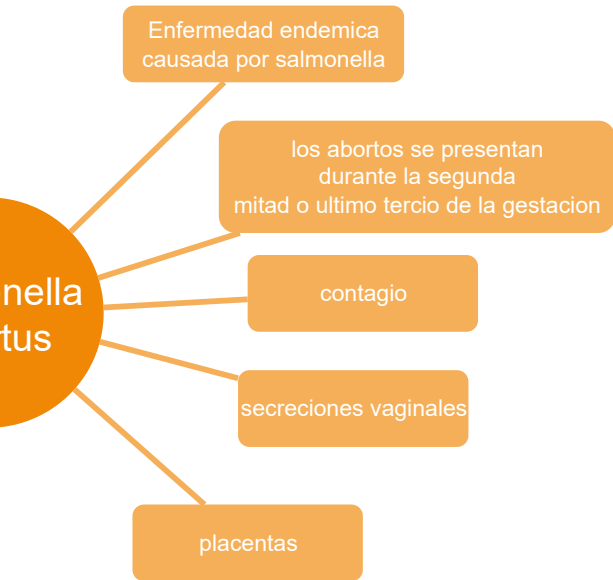 Enfermedad endemica
causada por salmonella
los abortos se presentan
durante la segunda
mitad o ultimo tercio de la gestacion
nella
tus
contagio
secreciones vaginales
placentas